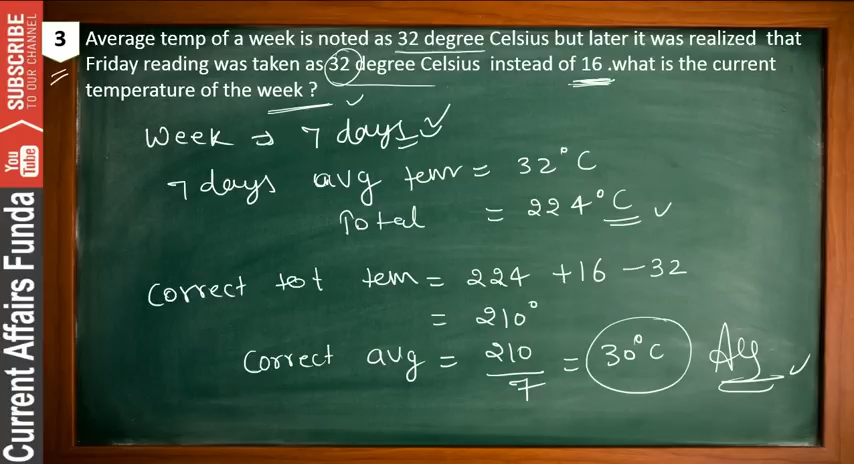 SUBSCRIBE
TO OUR CHANNEL
You Tube
Current Affairs Funda
3 Average temp of a week is noted as 32 degree Celsius but later it was realized that
Friday reading was taken as 32 degree Celsius instead of 16 .what is the current
temperature of the week ?
Week → 7 days
7 days avg tem = 32°C
Total = 224°C
Correct tot tem = 224 +16 -32
= 210°
Correct avg = 210/7 = 30°C